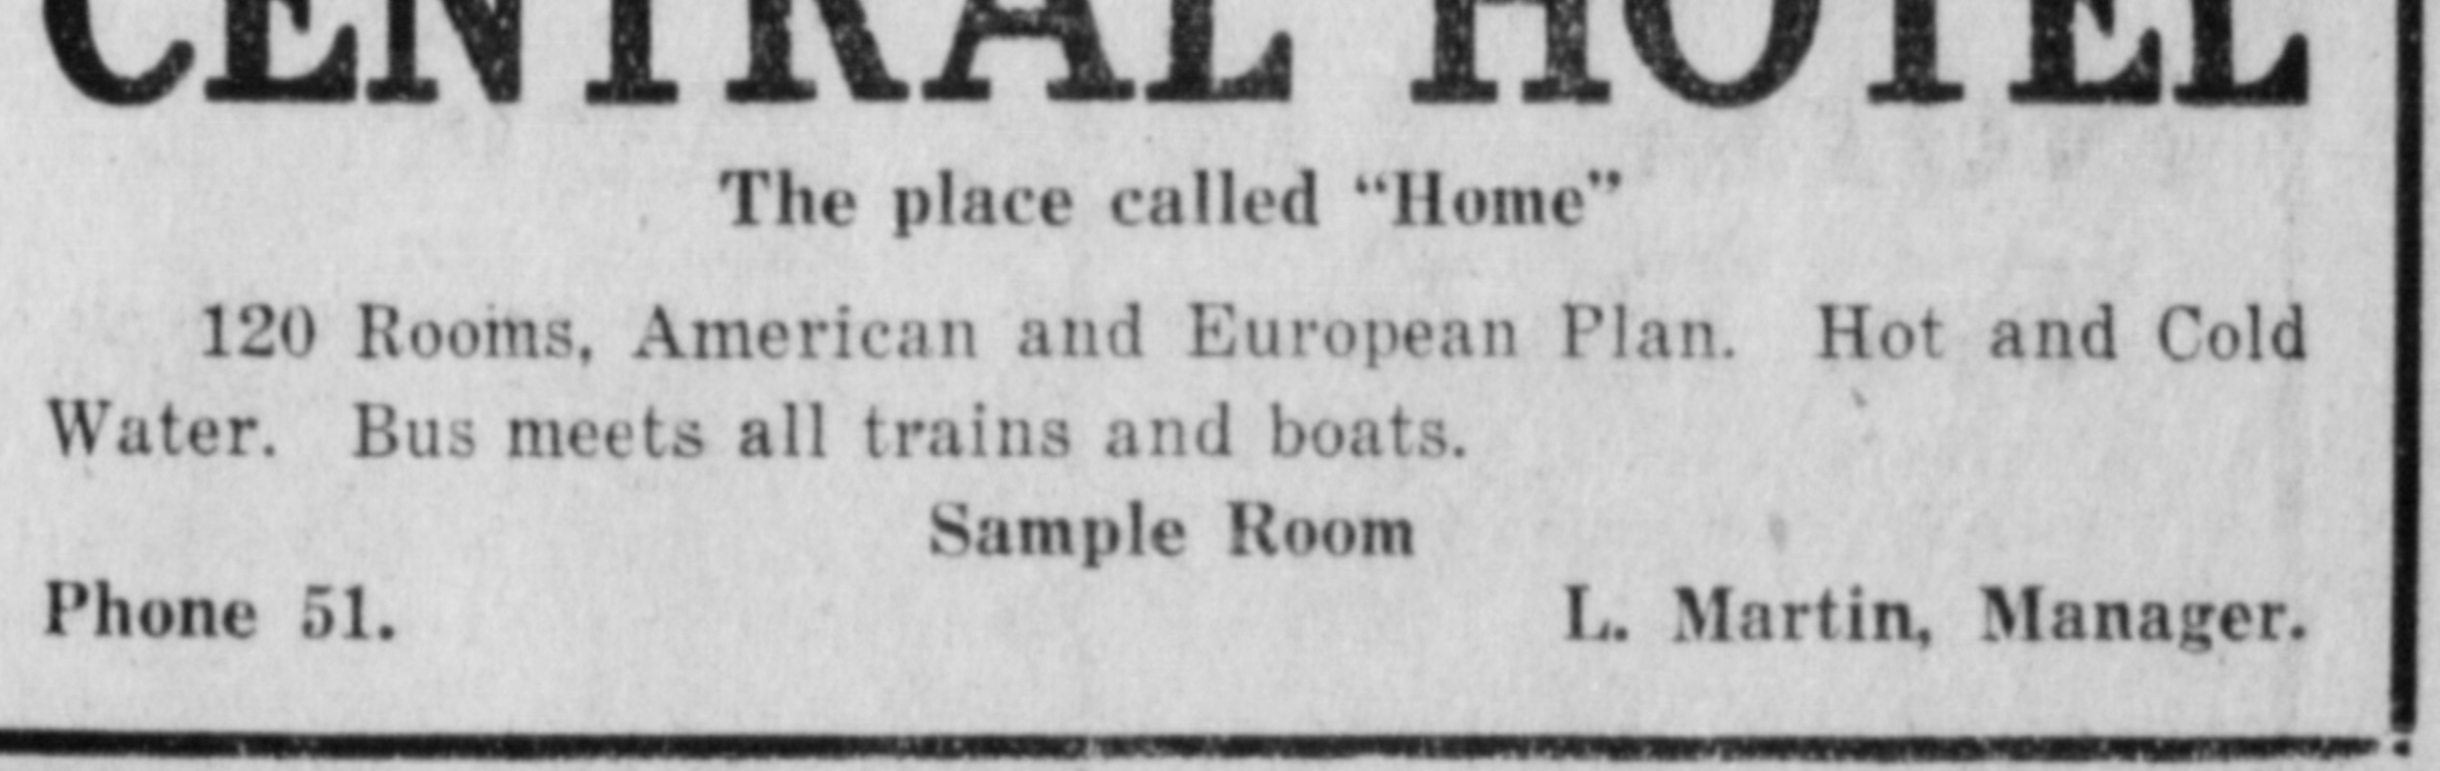 CENTRAL HOTEL
The place called “Home”
120 Rooms, American and European Plan. Hot and Cold
Water. Bus meets all trains and boats.
Sample Room
Phone 51. L. Martin, Manager.